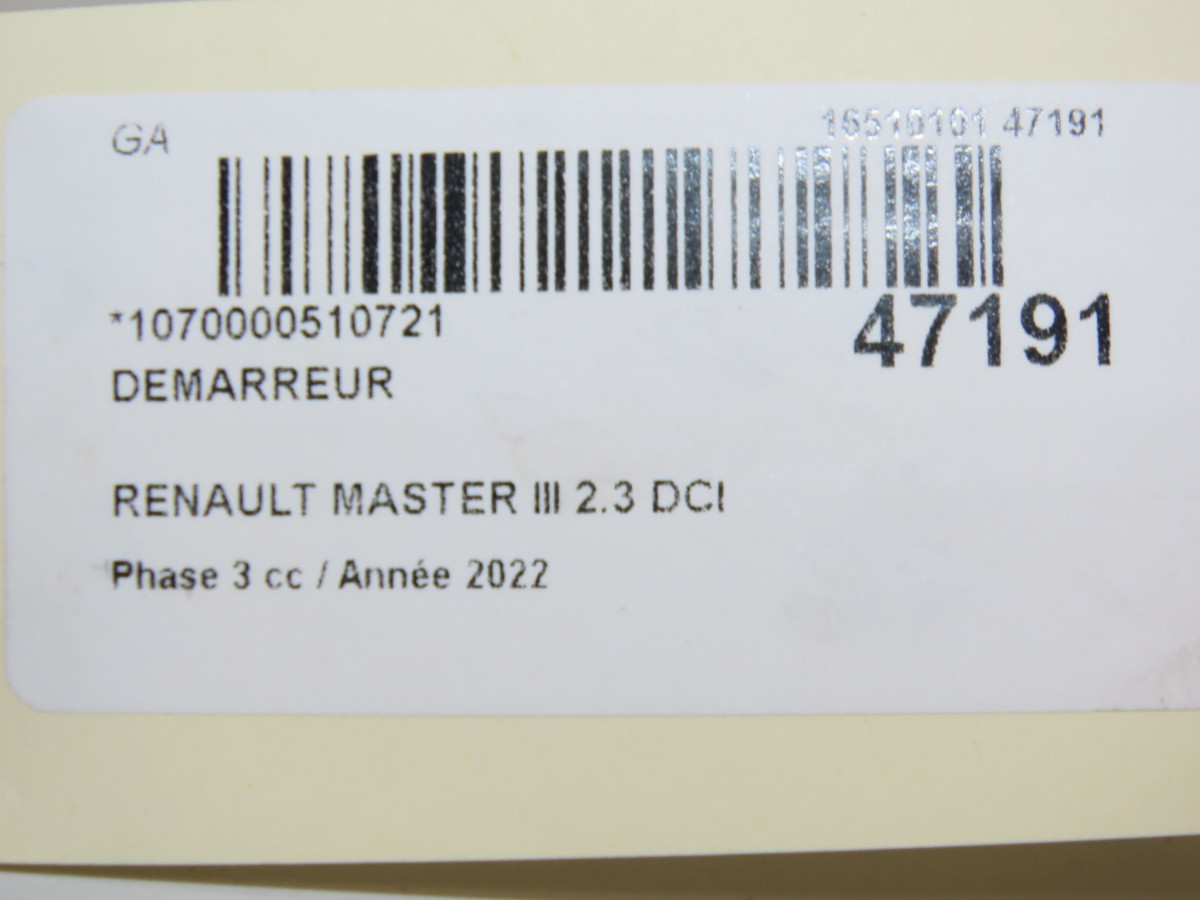 GA
16510101 47191
*1070000510721
47191
DEMARREUR
RENAULT MASTER III 2.3 DCI
Phase 3 cc / Année 2022